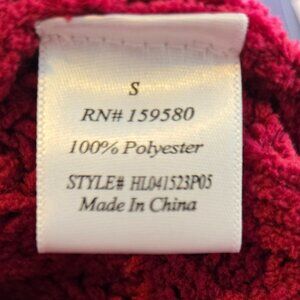 S
RN# 159580
100% Polyester
STYLE# HL041523P05
Made In China